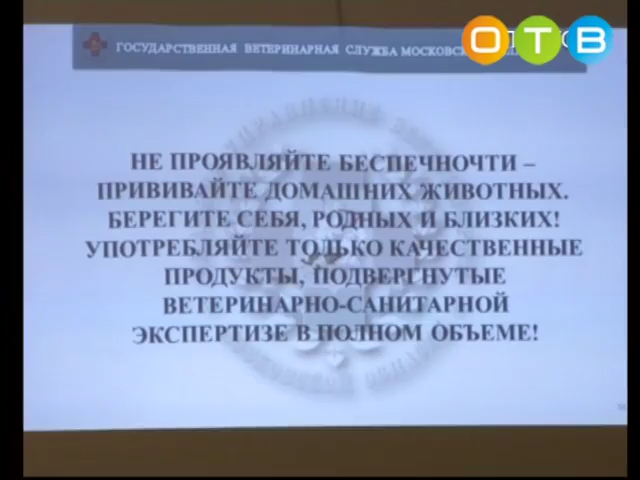 ГОСУДАРСТВЕННАЯ ВЕТЕРИНАРНАЯ СЛУЖБА
ОТВ
НЕ ПРОЯВЛЯЙТЕ БЕСПЕЧНОЧТИ –
ПРИВИВАЙТЕ ДОМАШНИХ ЖИВОТНЫХ.
БЕРЕГИТЕ СЕБЯ, РОДНЫХ И БЛИЗКИХ!
УПОТРЕБЛЯЙТЕ ТОЛЬКО КАЧЕСТВЕННЫЕ
ПРОДУКТЫ, ПОДВЕРГНУТЫЕ
ВЕТЕРИНАРНО-САНИТАРНОЙ
ЭКСПЕРТИЗЕ В ПОЛНОМ ОБЪЕМЕ!